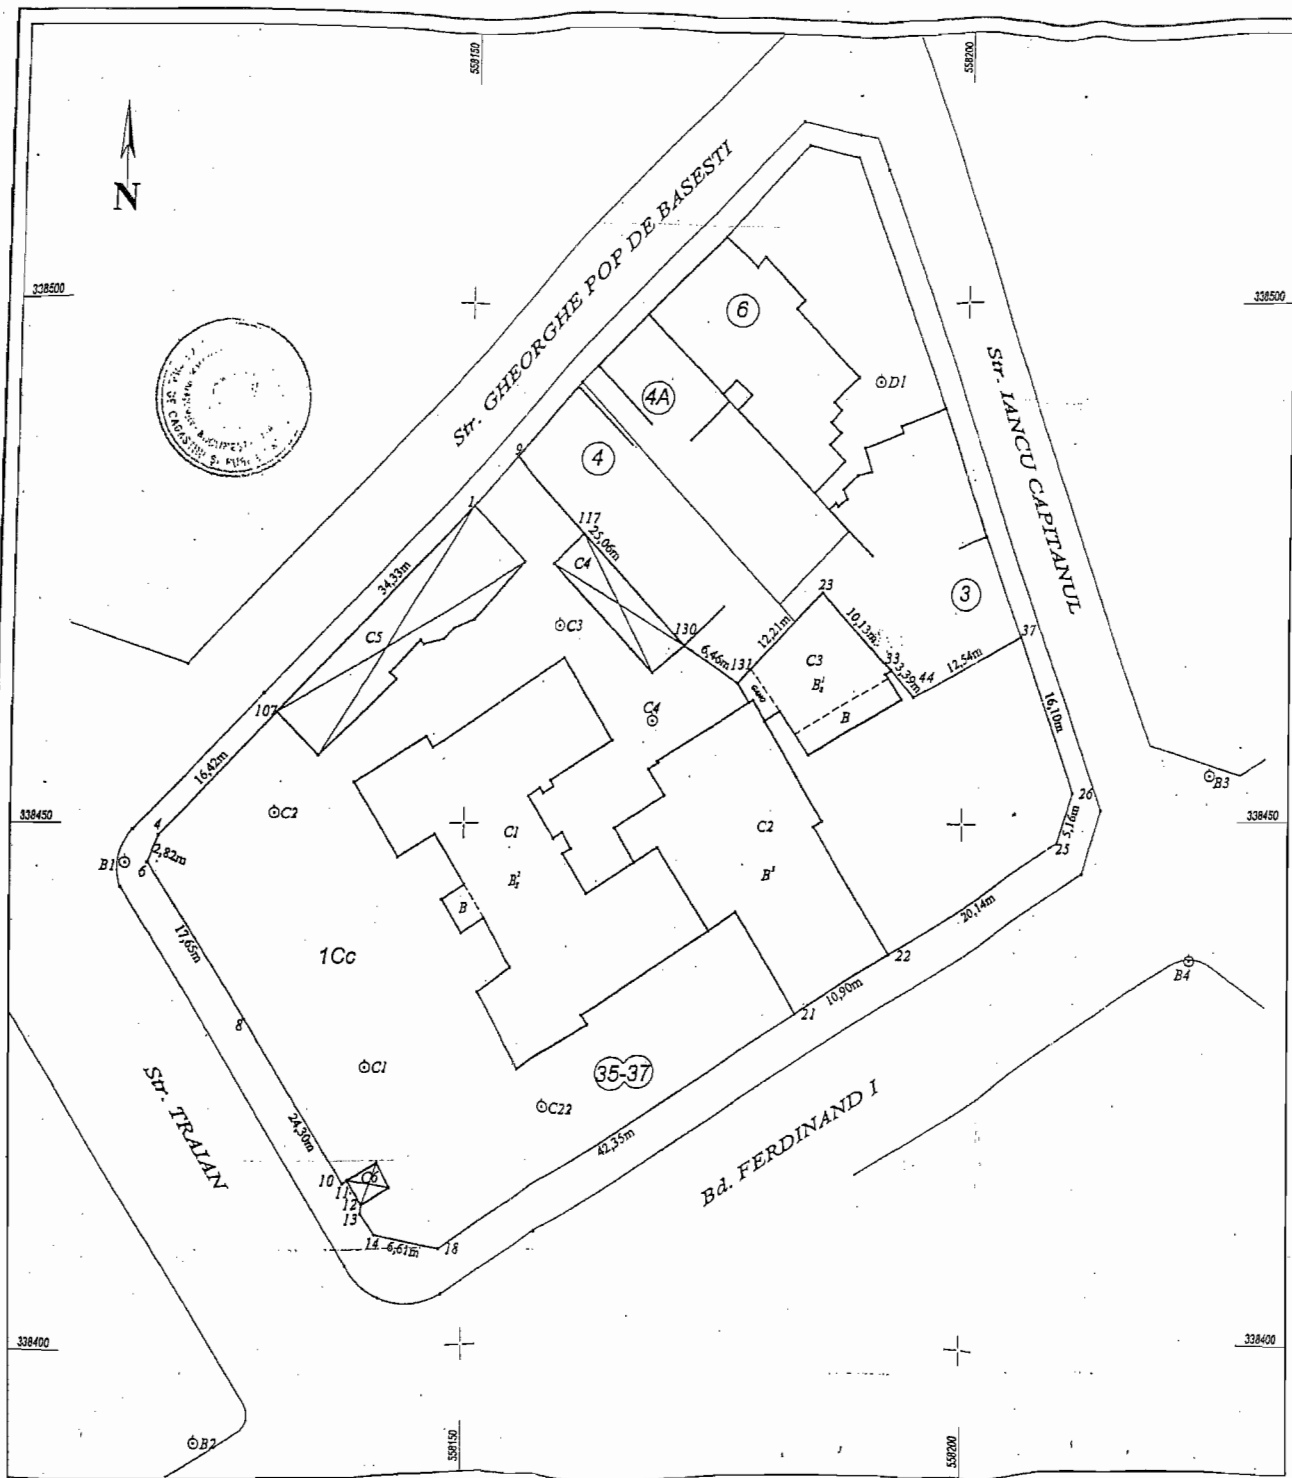 558150
558200
N
338500
338500
Str. GHEORGHE POP DE BASESTI
Str. IANCU CAPITANUL
6
D1
4A
4
9
1
117
25,06m
C4
34,33m
C5
C3
130
6,46m
131
12,21m
23
10,13m
C3
33
3,39m
44
12,54m
3
37
B
16,10m
107
16,42m
C4
C2
338450
338450
4
2,82m
B1
6
C1
C2
26
5,16m
25
B3
B
17,65m
1Cc
20,14m
22
B4
10,90m
21
8
C1
35-37
C22
Str. TRAIAN
24,30m
42,35m
Bd. FERDINAND I
10
11
C6
12
13
14
6,61m
18
338400
338400
B2
558150
558200